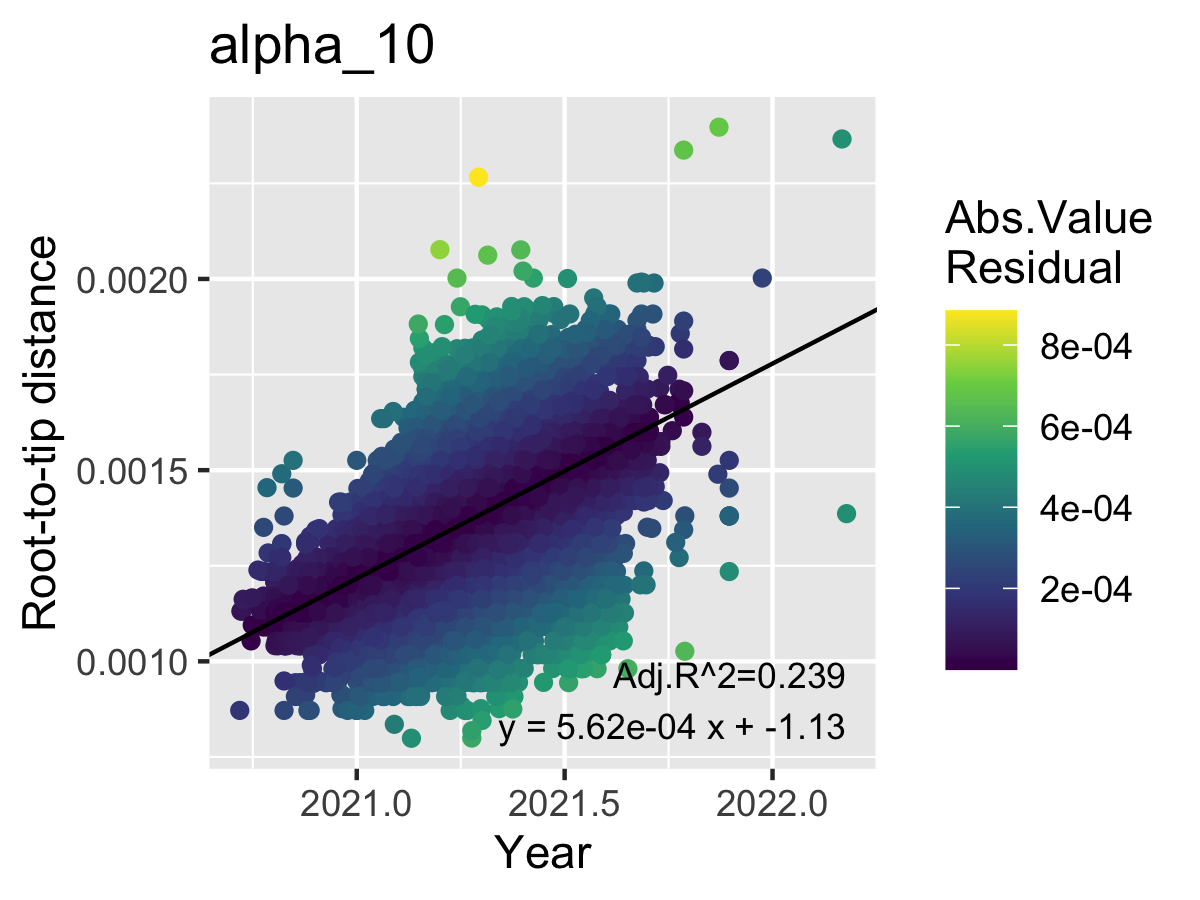 alpha_10
Root-to-tip distance
0.0020
0.0015
0.0010
Adj.R^2=0.239
y = 5.62e-04 x + -1.13
2021.0
2021.5
2022.0
Year
Abs.Value
Residual
8e-04
6e-04
4e-04
2e-04